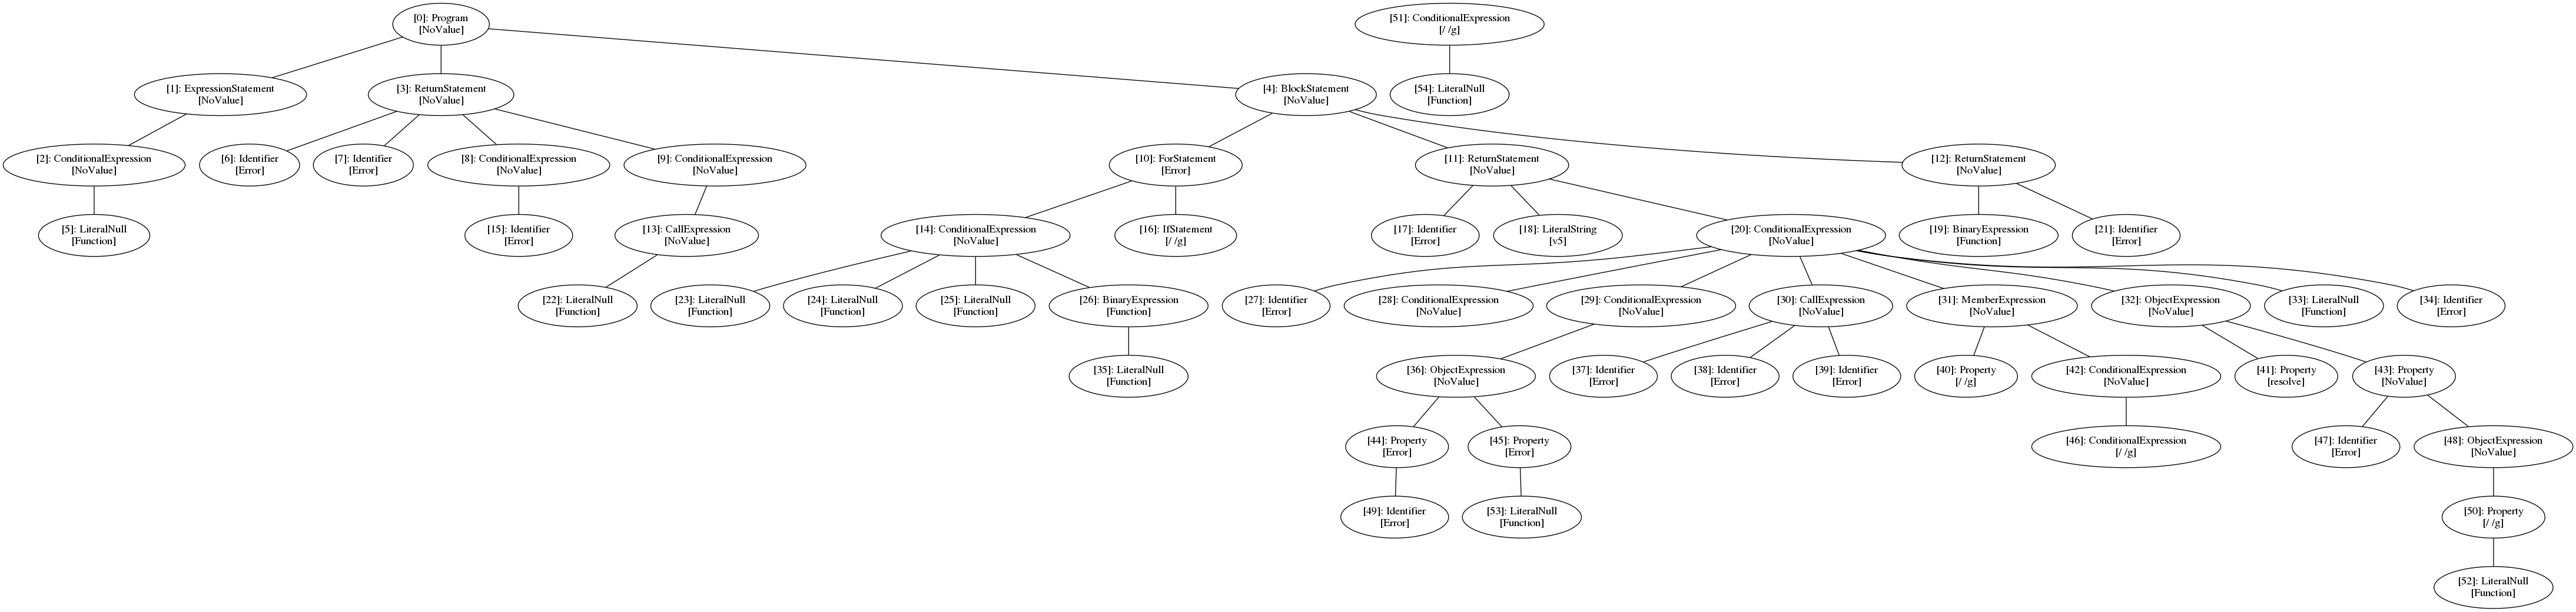 [0]: Program
[NoValue]
[51]: ConditionalExpression
[/ /g]
[1]: ExpressionStatement
[NoValue]
[3]: ReturnStatement
[NoValue]
[4]: BlockStatement
[NoValue]
[54]: LiteralNull
[Function]
[2]: ConditionalExpression
[NoValue]
[6]: Identifier
[Error]
[7]: Identifier
[Error]
[8]: ConditionalExpression
[NoValue]
[9]: ConditionalExpression
[NoValue]
[10]: ForStatement
[Error]
[11]: ReturnStatement
[NoValue]
[12]: ReturnStatement
[NoValue]
[5]: LiteralNull
[Function]
[15]: Identifier
[Error]
[13]: CallExpression
[NoValue]
[14]: ConditionalExpression
[NoValue]
[16]: IfStatement
[/ /g]
[17]: Identifier
[Error]
[18]: LiteralString
[v5]
[20]: ConditionalExpression
[NoValue]
[19]: BinaryExpression
[Function]
[21]: Identifier
[Error]
[22]: LiteralNull
[Function]
[23]: LiteralNull
[Function]
[24]: LiteralNull
[Function]
[25]: LiteralNull
[Function]
[26]: BinaryExpression
[Function]
[27]: Identifier
[Error]
[28]: ConditionalExpression
[NoValue]
[29]: ConditionalExpression
[NoValue]
[30]: CallExpression
[NoValue]
[31]: MemberExpression
[NoValue]
[32]: ObjectExpression
[NoValue]
[33]: LiteralNull
[Function]
[34]: Identifier
[Error]
[35]: LiteralNull
[Function]
[36]: ObjectExpression
[NoValue]
[37]: Identifier
[Error]
[38]: Identifier
[Error]
[39]: Identifier
[Error]
[40]: Property
[/ /g]
[42]: ConditionalExpression
[NoValue]
[41]: Property
[resolve]
[43]: Property
[NoValue]
[44]: Property
[Error]
[45]: Property
[Error]
[46]: ConditionalExpression
[/ /g]
[47]: Identifier
[Error]
[48]: ObjectExpression
[NoValue]
[49]: Identifier
[Error]
[53]: LiteralNull
[Function]
[50]: Property
[/ /g]
[52]: LiteralNull
[Function]